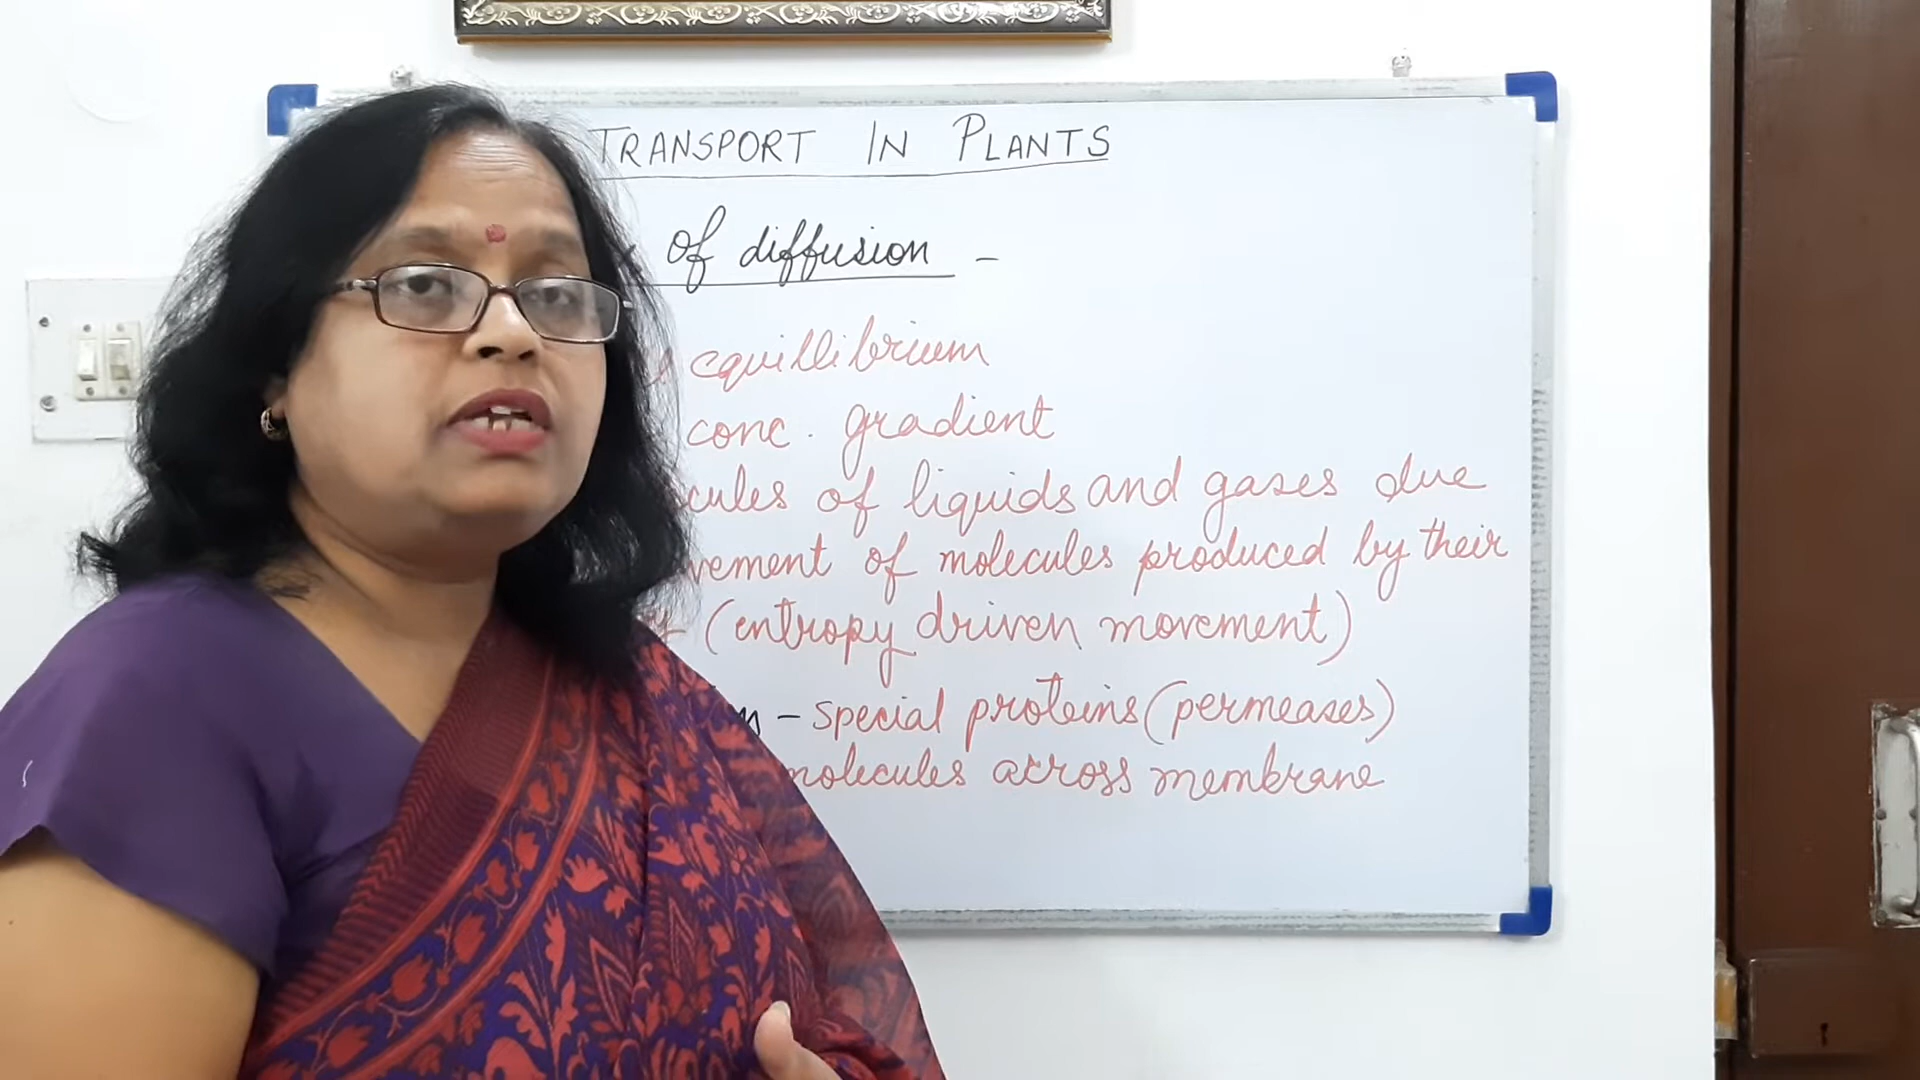 TRANSPORT IN PLANTS
of diffusion -
equillibrium
conc. gradient
cules of liquids and gases due
vement of molecules produced by their
(entropy driven movement)
- special proteins (permeases)
molecules across membrane